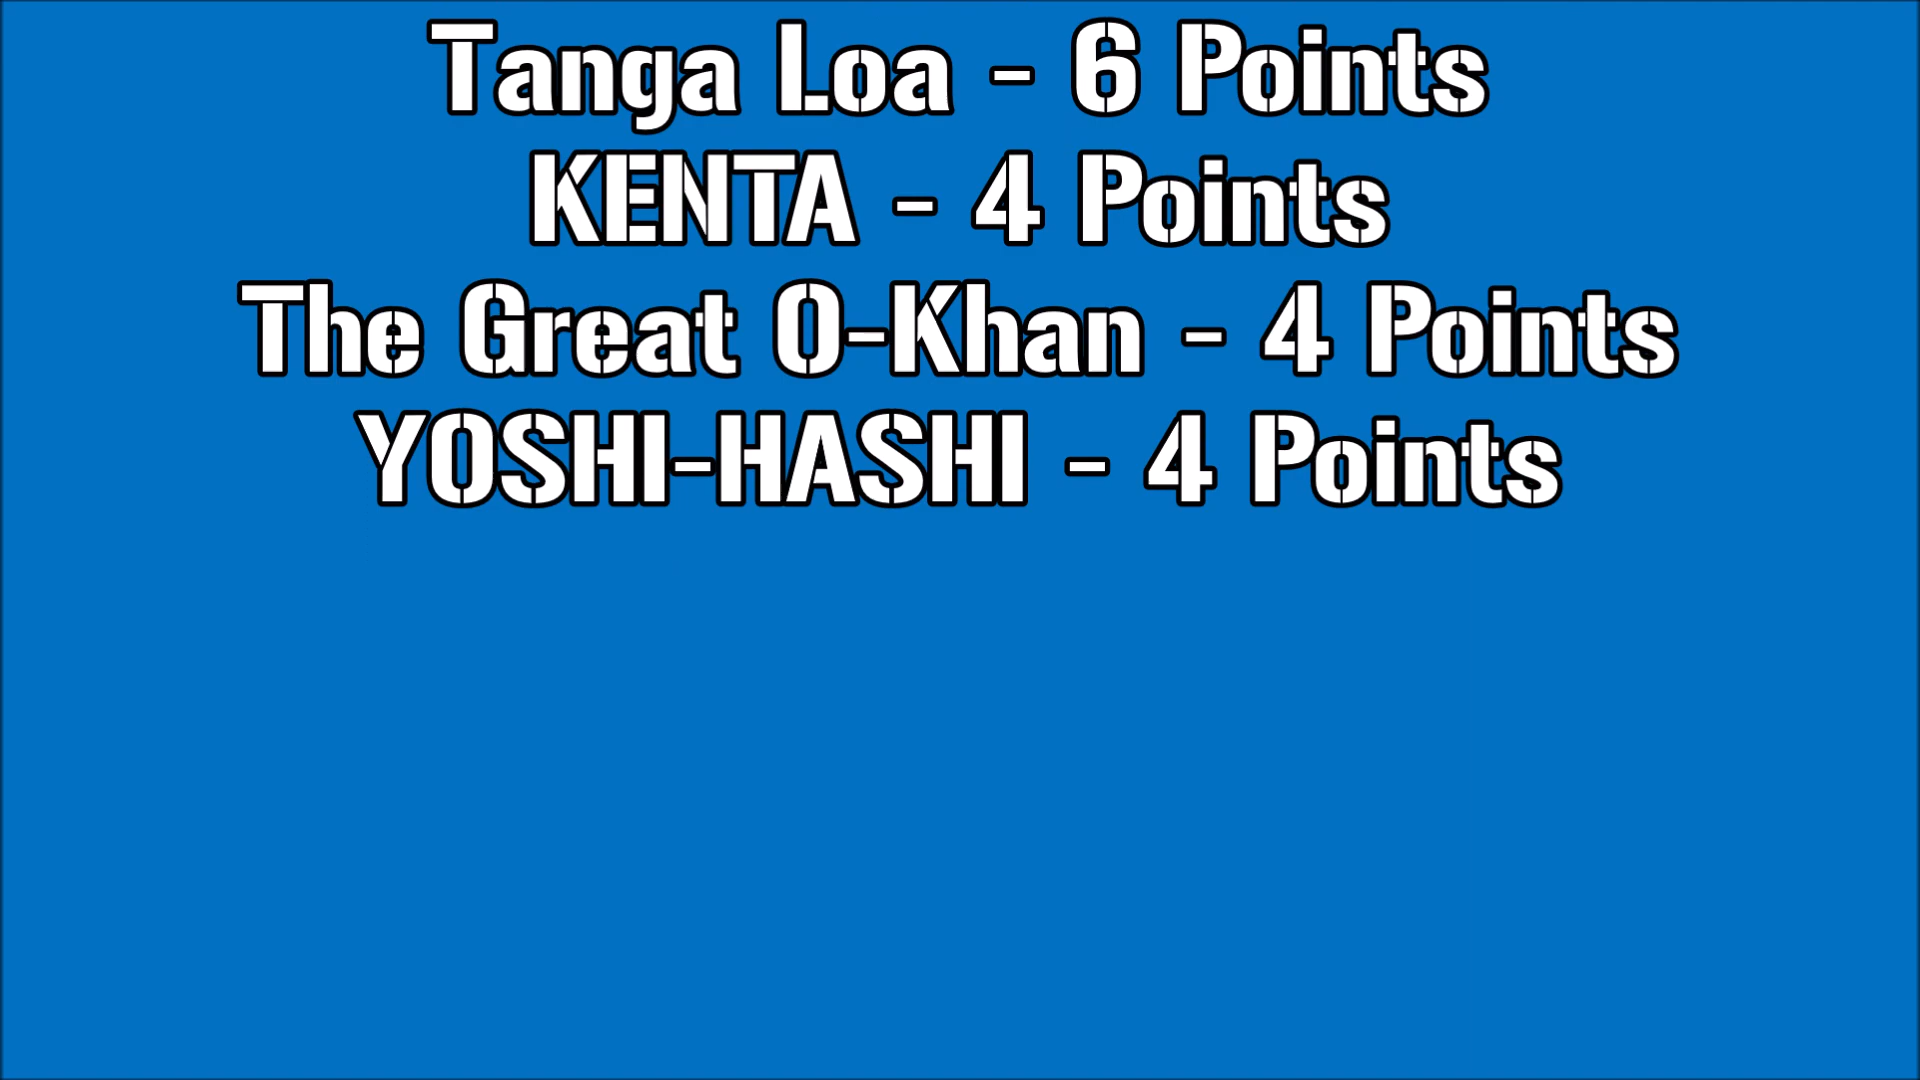 Tanga Loa - 6 Points
KENTA - 4 Points
The Great O-Khan - 4 Points
YOSHI-HASHI - 4 Points